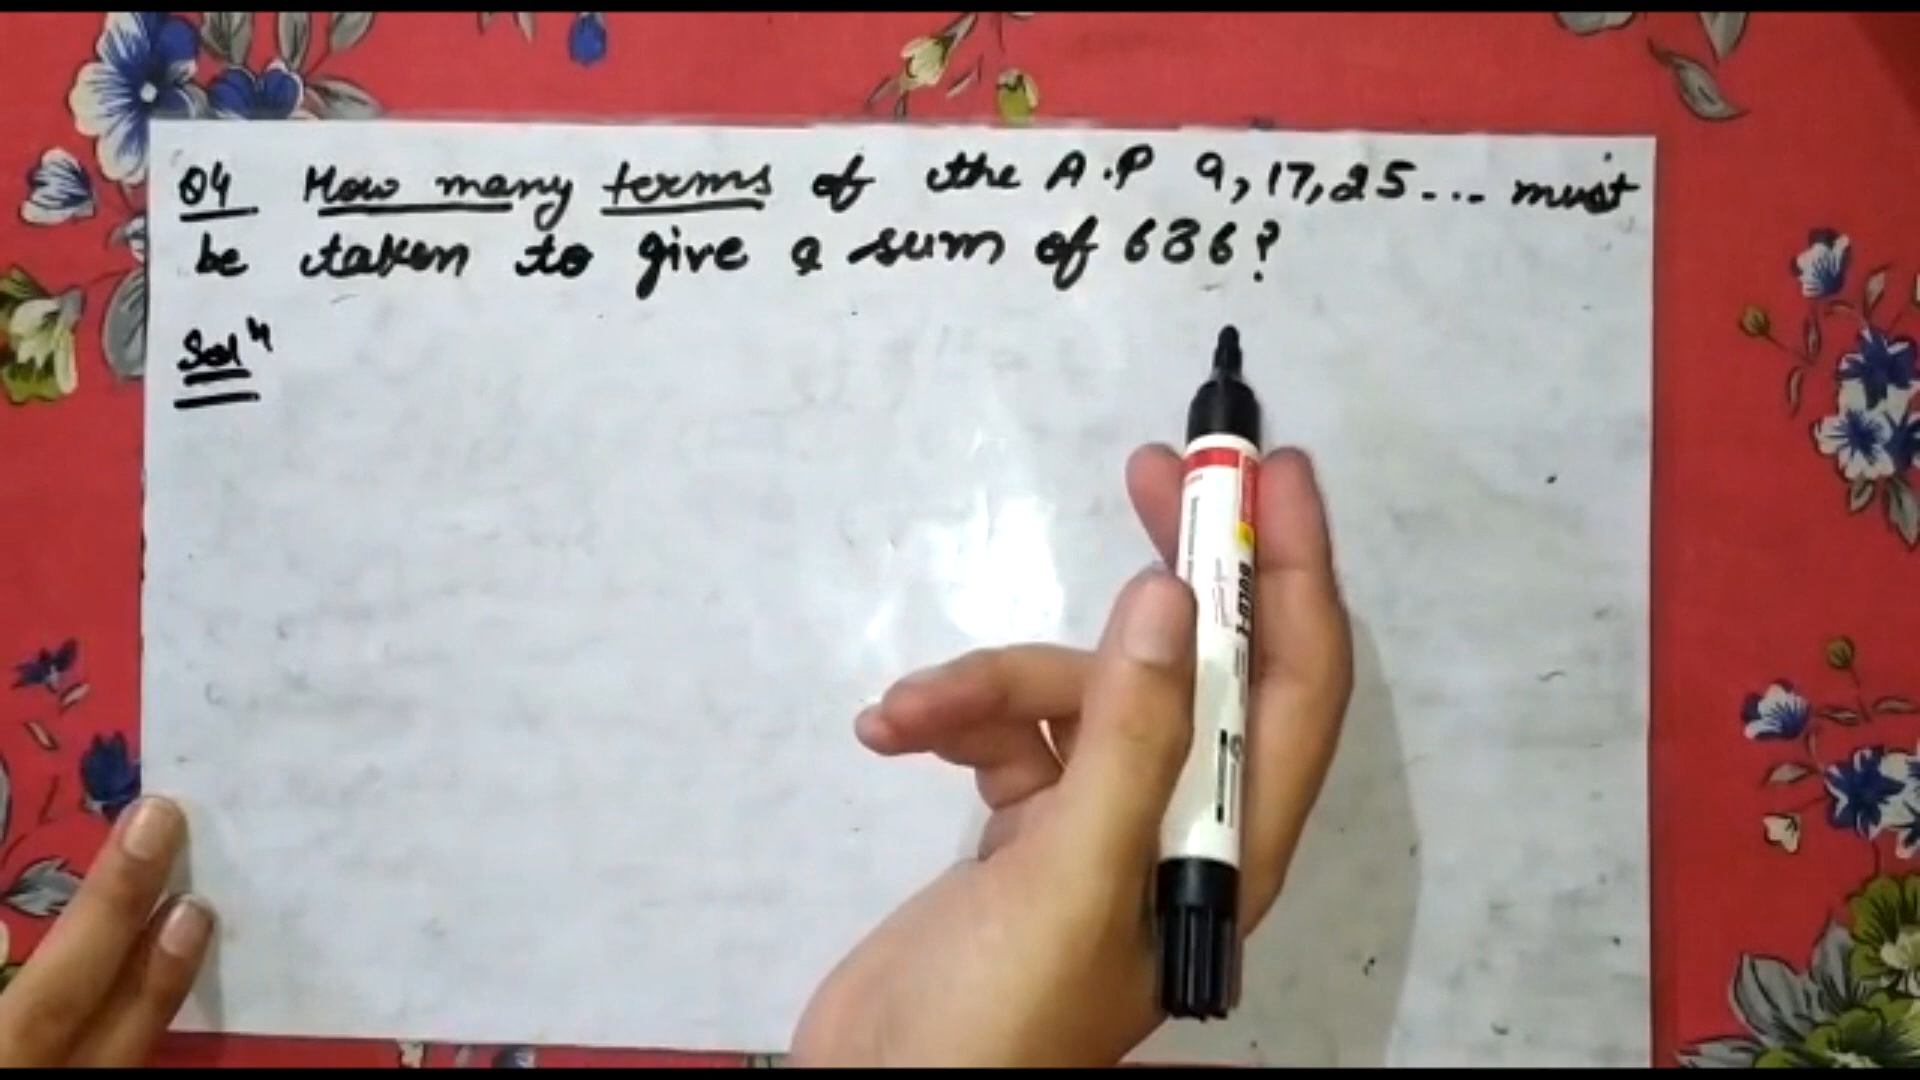 Q4 How many terms of the A.P 9, 17, 25... must
be taken to give a sum of 636?
Solⁿ